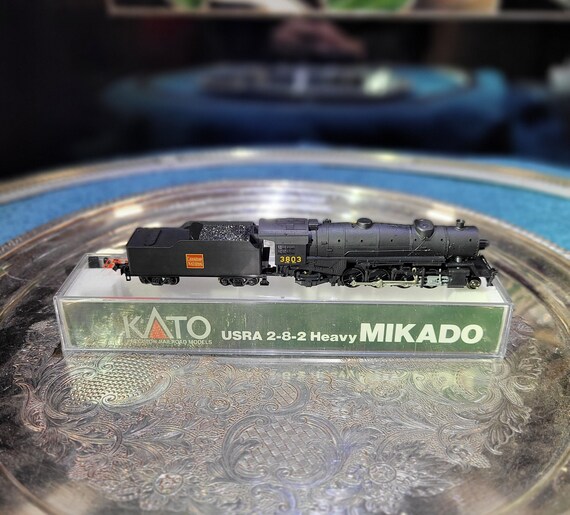 3803
KATO
PRECISION RAILROAD MODELS
USRA 2-8-2 Heavy MIKADO